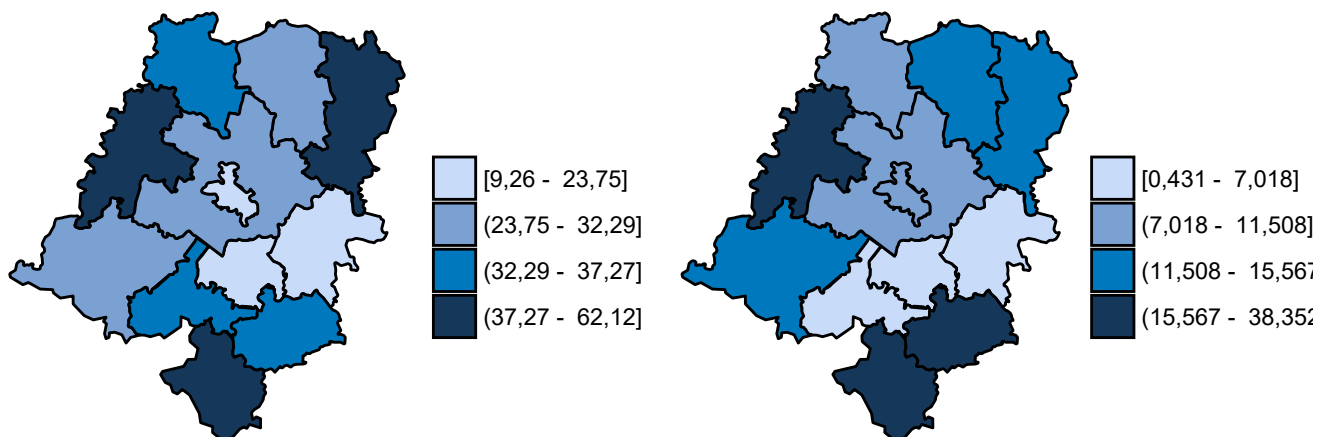 [9,26 - 23,75]
(23,75 - 32,29]
(32,29 - 37,27]
(37,27 - 62,12]
[0,431 - 7,018]
(7,018 - 11,508]
(11,508 - 15,567
(15,567 - 38,352